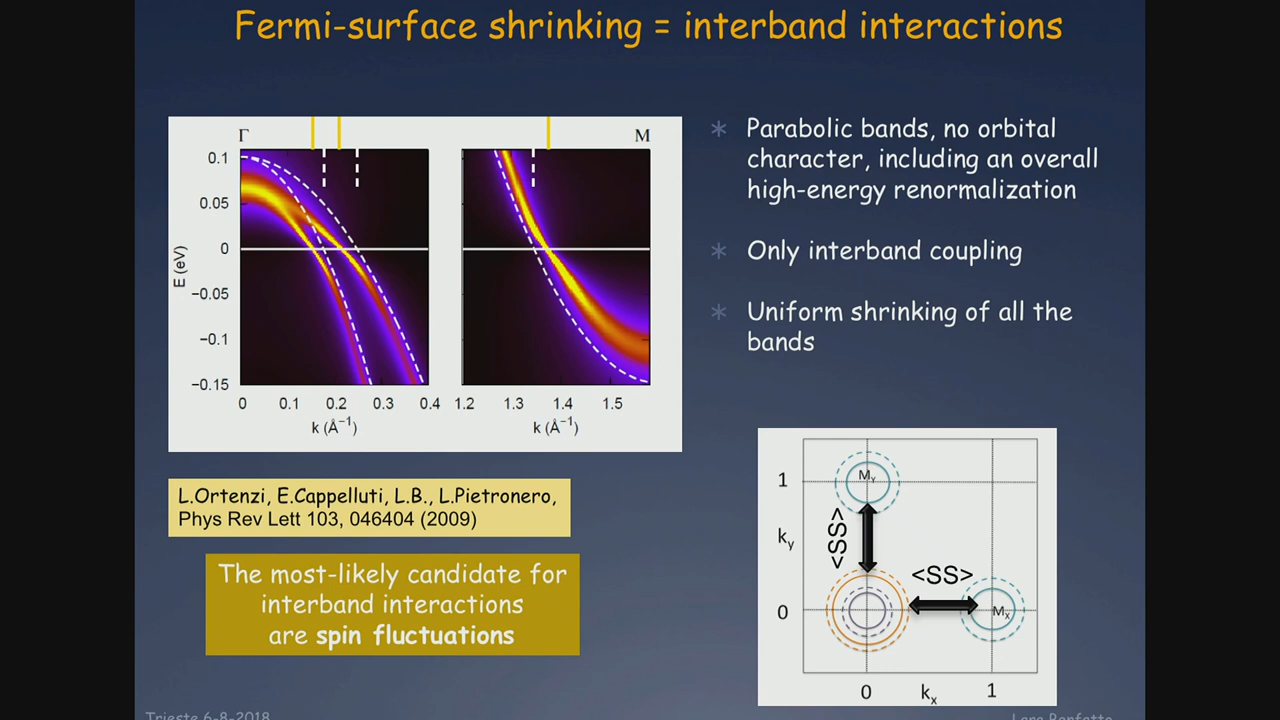 Fermi-surface shrinking = interband interactions
Γ
M
0.1
0.05
0
−0.05
−0.1
−0.15
E (eV)
0 0.1 0.2 0.3 0.4
1.2 1.3 1.4 1.5
k (Å⁻¹)
k (Å⁻¹)
Parabolic bands, no orbital
character, including an overall
high-energy renormalization
Only interband coupling
Uniform shrinking of all the
bands
L.Ortenzi, E.Cappelluti, L.B., L.Pietronero,
Phys Rev Lett 103, 046404 (2009)
The most-likely candidate for
interband interactions
are spin fluctuations
1
k_y
0
M_Y
<SS>
<SS>
M_X
0 k_x 1
Trieste 6-8-2018
Lara Benfatto